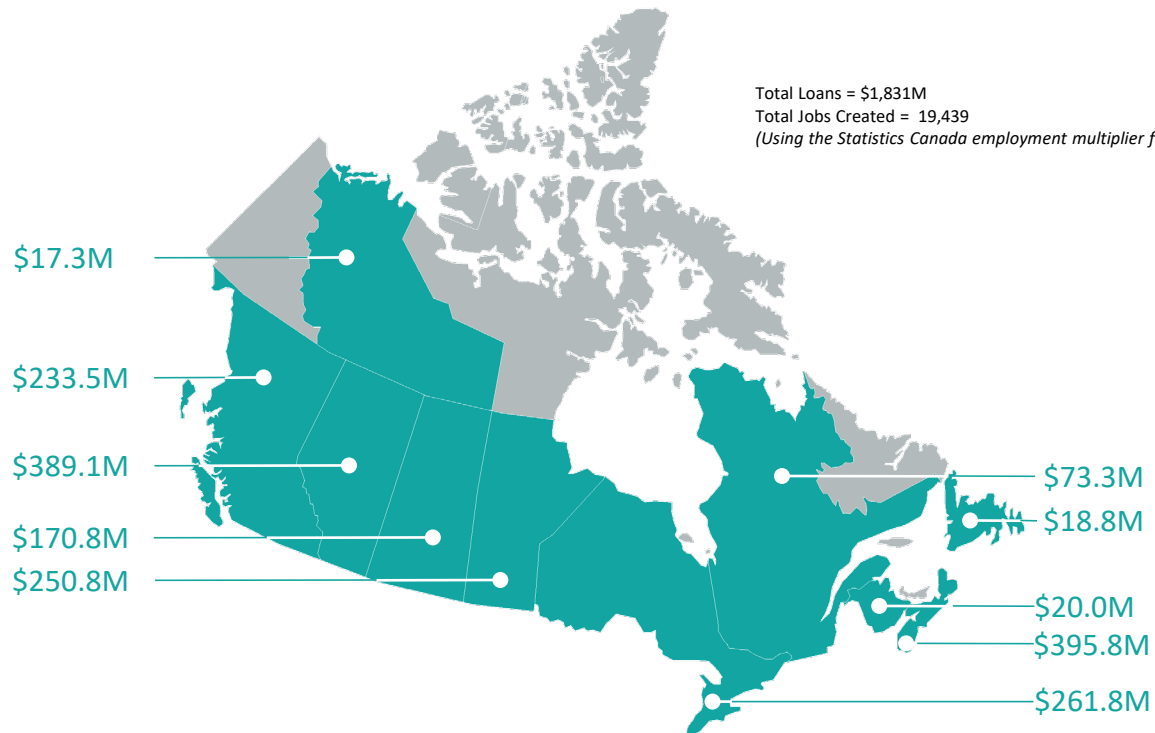 Total Loans = $1,831M
Total Jobs Created = 19,439
(Using the Statistics Canada employment multiplier f
$17.3M
$233.5M
$389.1M
$170.8M
$250.8M
$73.3M
$18.8M
$20.0M
$395.8M
$261.8M